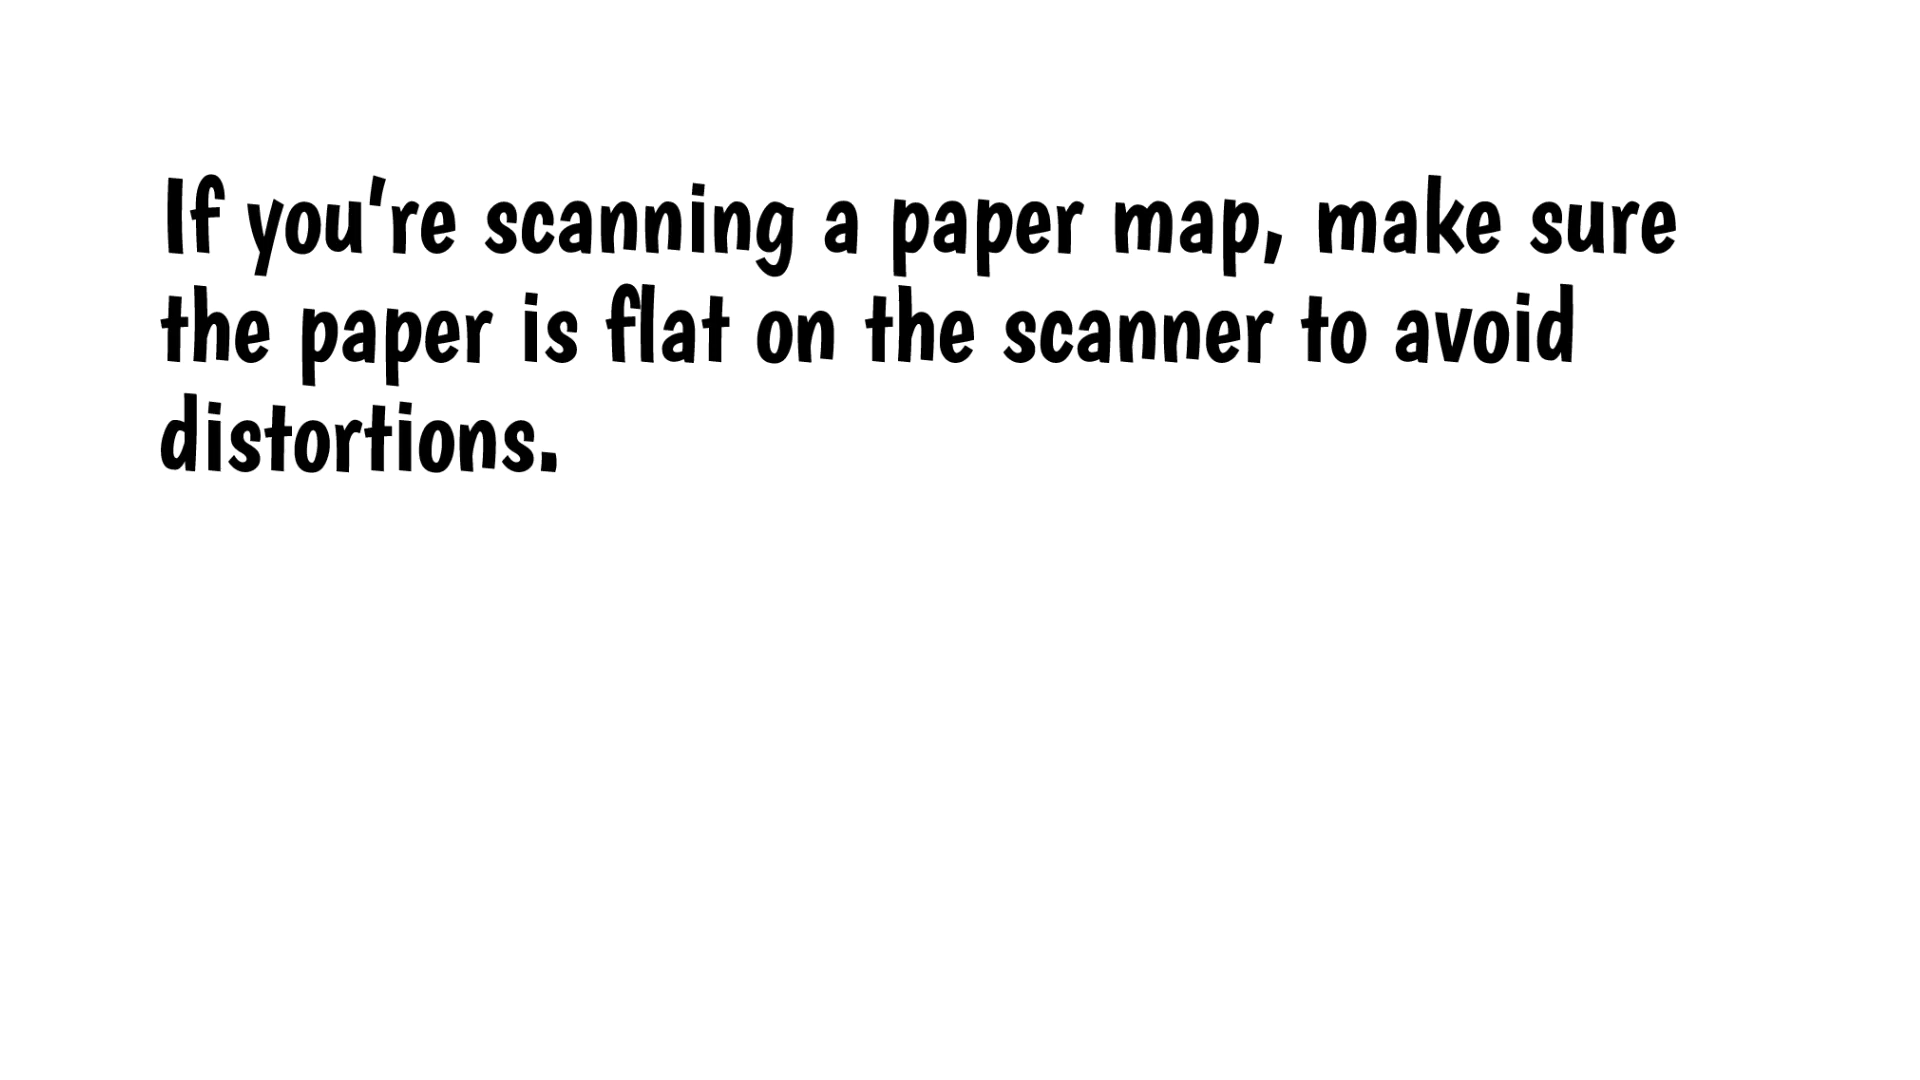 If you're scanning a paper map, make sure
the paper is flat on the scanner to avoid
distortions.